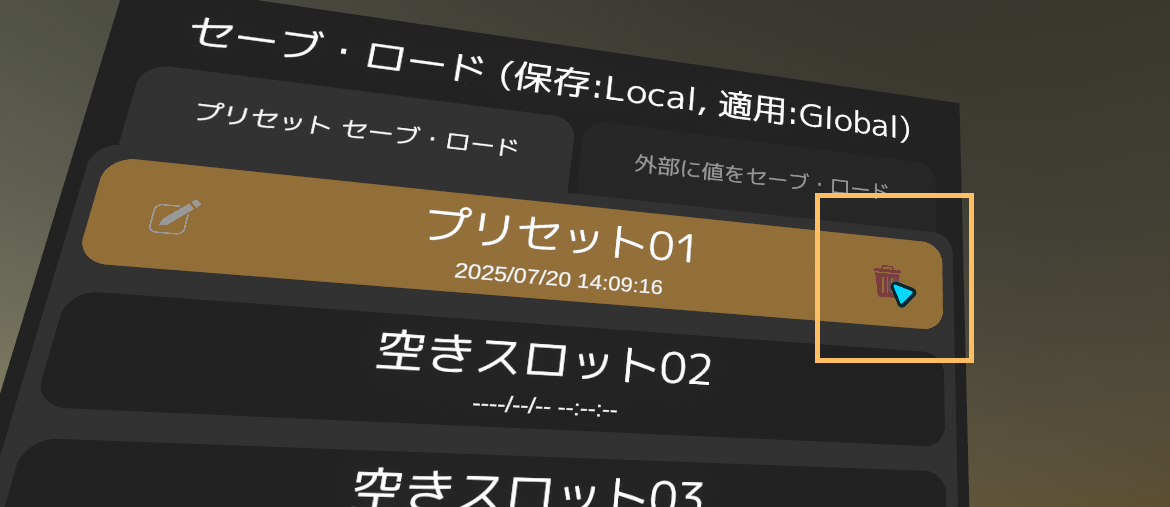 セーブ・ロード (保存:Local, 適用:Global)
プリセット セーブ・ロード
外部に値をセーブ・ロード
プリセット01
2025/07/20 14:09:16
空きスロット02
----/--/-- --:--:--
空きスロット03